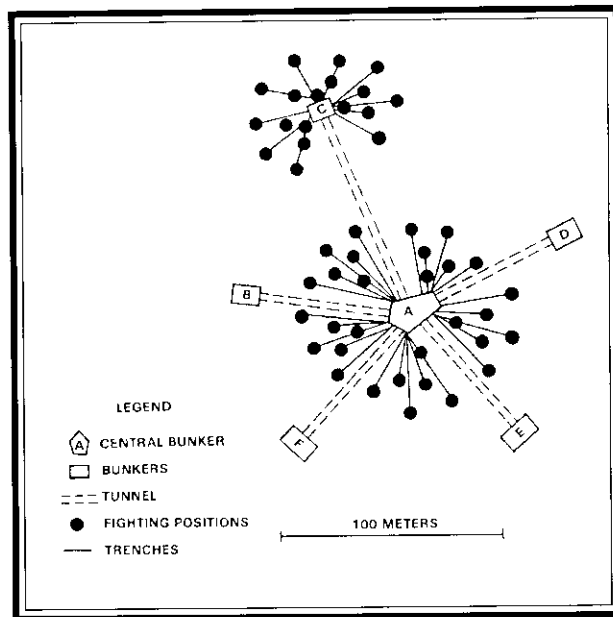 C
D
B
A
F
E
LEGEND
A CENTRAL BUNKER
BUNKERS
TUNNEL
FIGHTING POSITIONS
TRENCHES
100 METERS